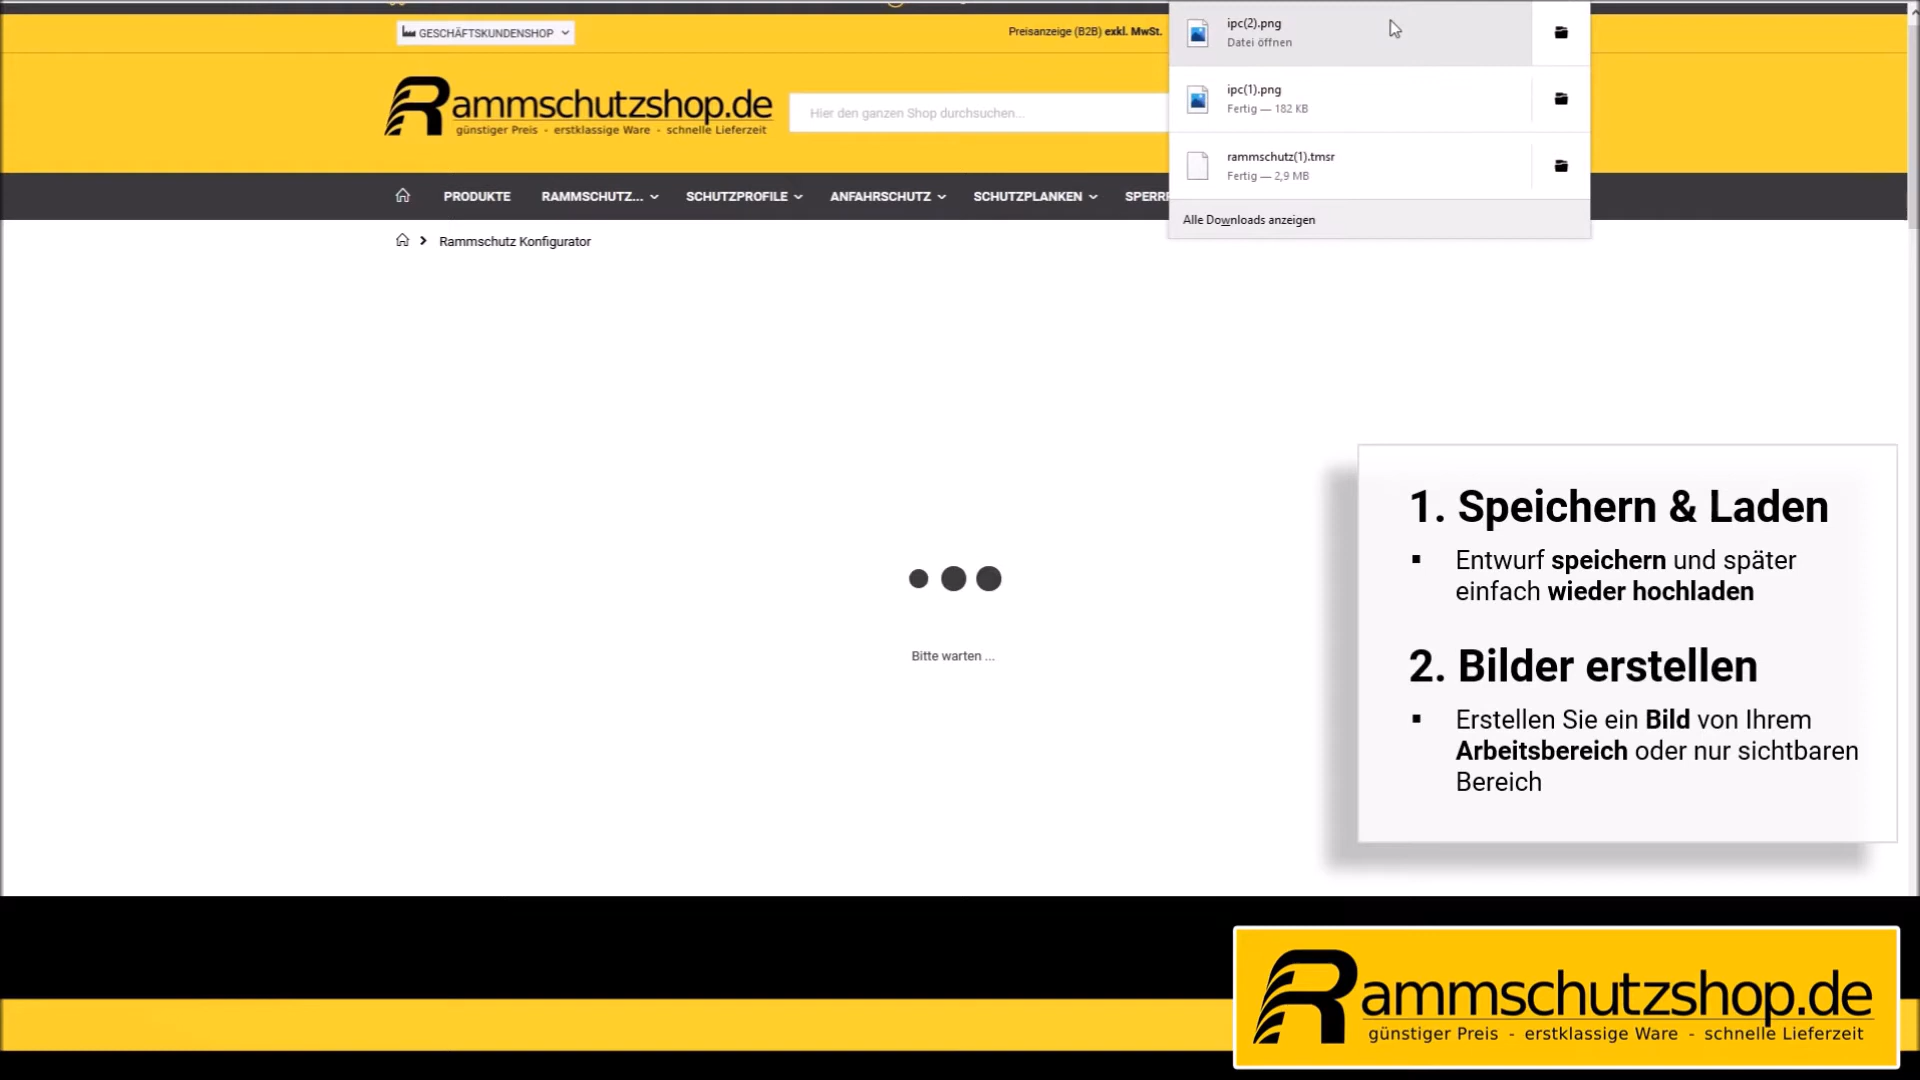 GESCHÄFTSKUNDENSHOP
Preisanzeige (B2B) exkl. MwSt.
ipc(2).png
Datei öffnen
ipc(1).png
Fertig — 182 KB
rammschutz(1).tmsr
Fertig — 2,9 MB
Alle Downloads anzeigen
Rammschutzshop.de
günstiger Preis - erstklassige Ware - schnelle Lieferzeit
Hier den ganzen Shop durchsuchen...
PRODUKTE RAMMSCHUTZ... SCHUTZPROFILE ANFAHRSCHUTZ SCHUTZPLANKEN
Rammschutz Konfigurator
Bitte warten ...
1. Speichern & Laden
▪ Entwurf speichern und später
einfach wieder hochladen
2. Bilder erstellen
▪ Erstellen Sie ein Bild von Ihrem
Arbeitsbereich oder nur sichtbaren
Bereich
Rammschutzshop.de
günstiger Preis - erstklassige Ware - schnelle Lieferzeit